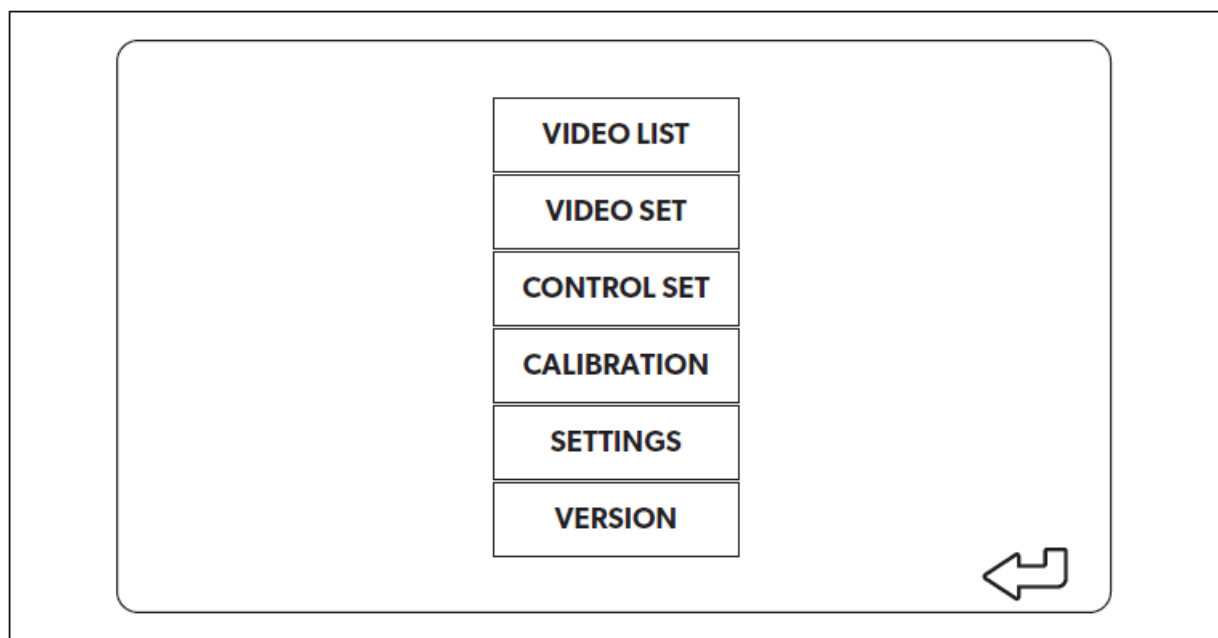 VIDEO LIST
VIDEO SET
CONTROL SET
CALIBRATION
SETTINGS
VERSION